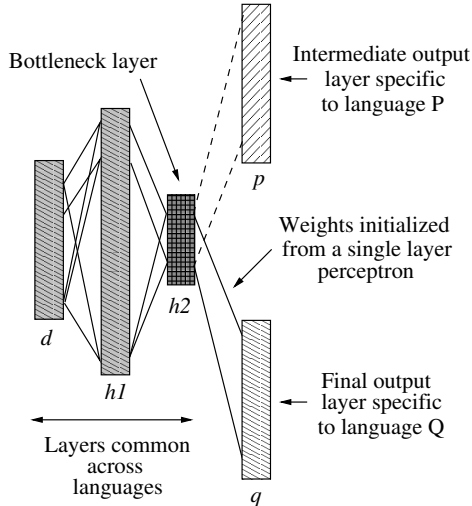 Bottleneck layer
Intermediate output
layer specific
to language P
p
Weights initialized
from a single layer
perceptron
d
h1
h2
Final output
layer specific
to language Q
Layers common
across
languages
q